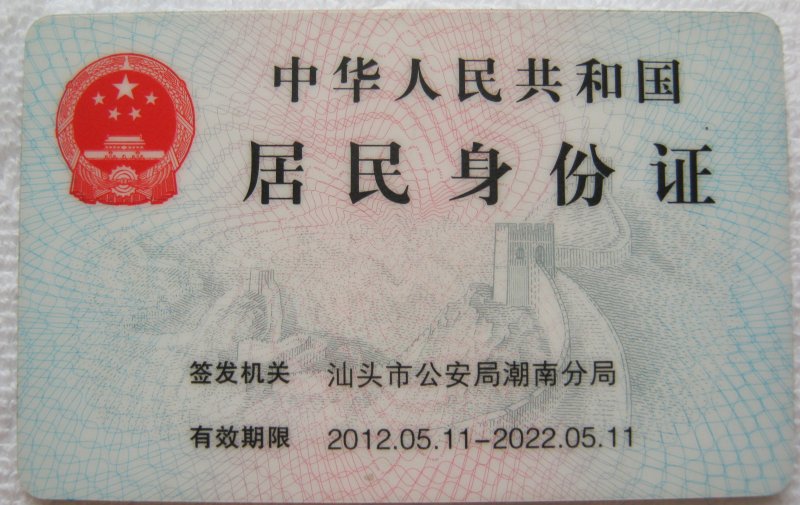 中华人民共和国
居民身份证
签发机关 汕头市公安局潮南分局
有效期限 2012.05.11-2022.05.11